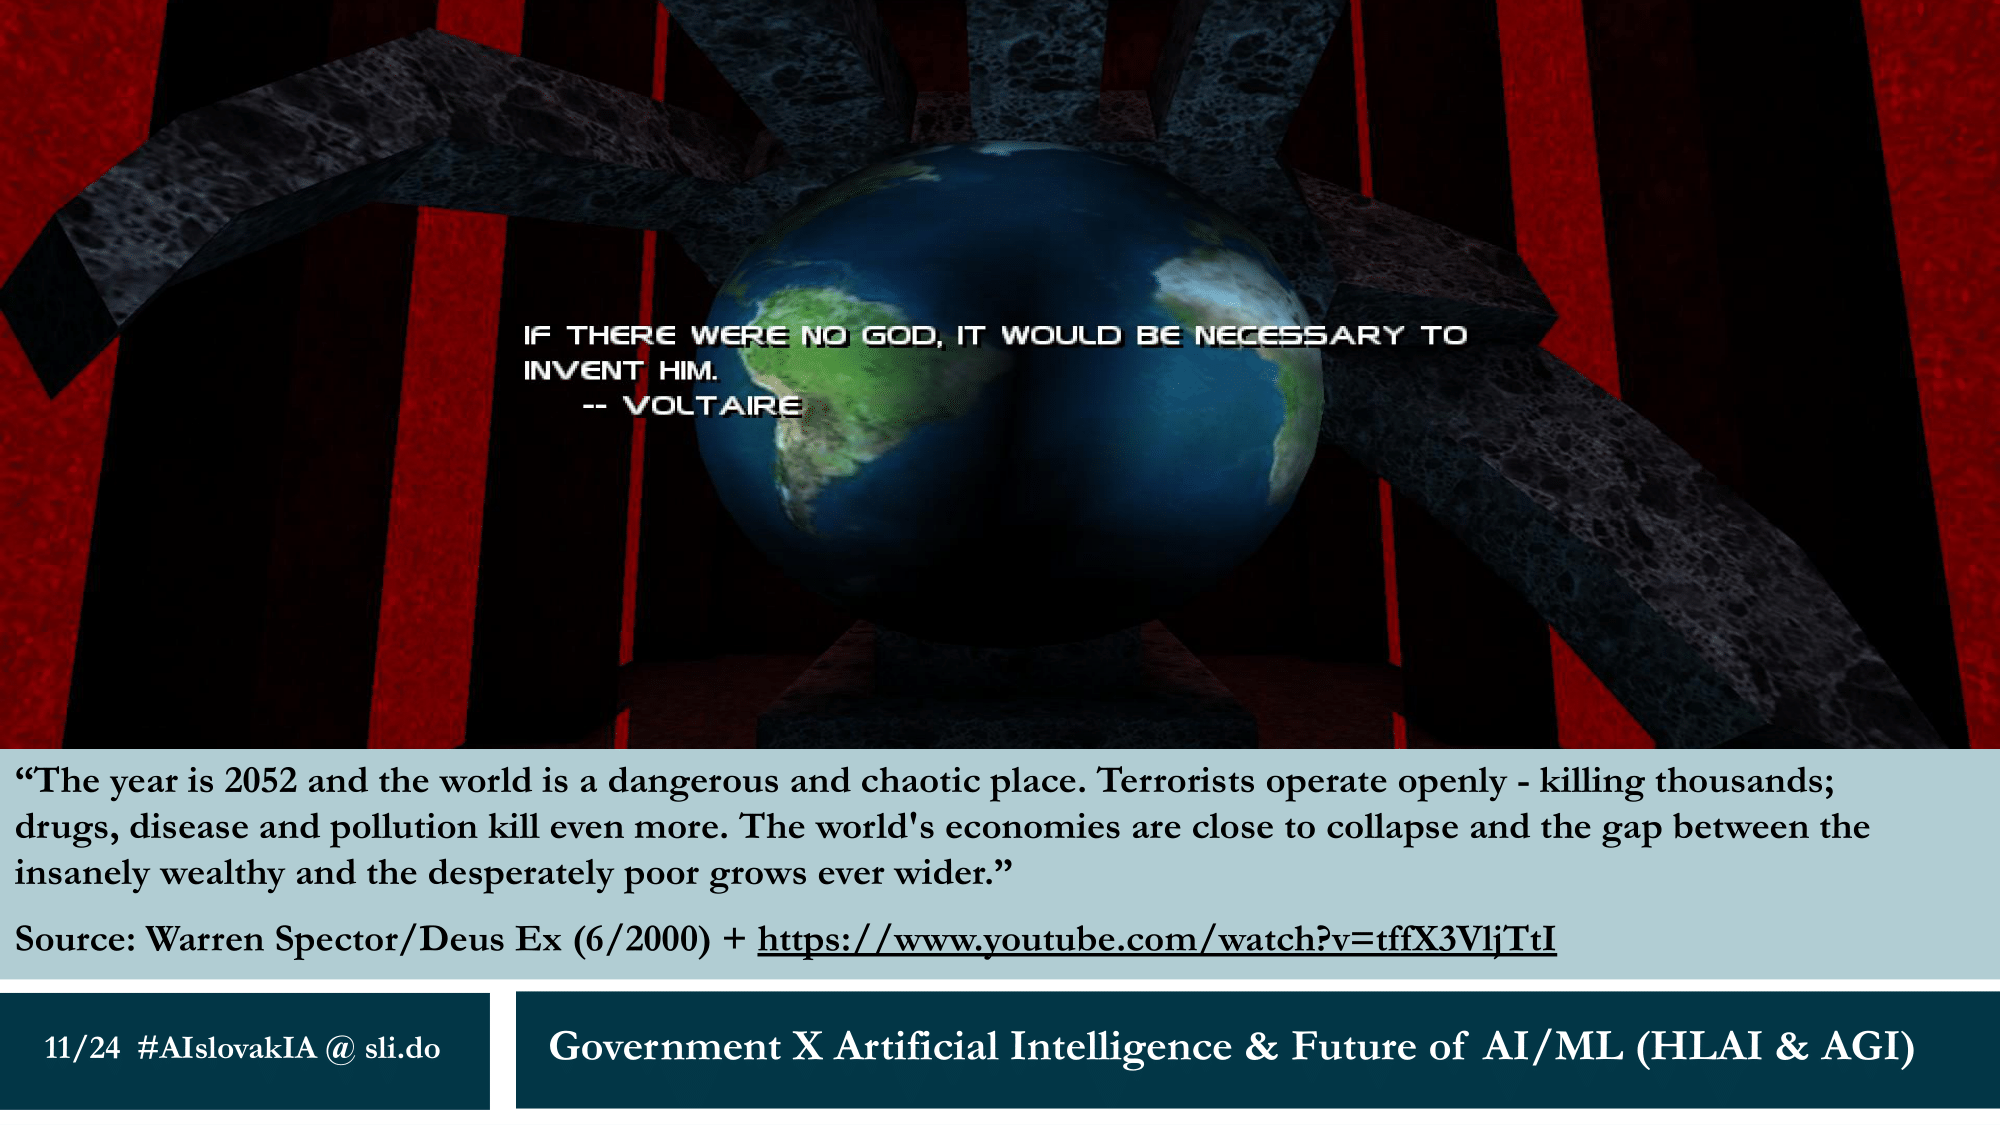 IF THERE WERE NO GOD, IT WOULD BE NECESSARY TO
INVENT HIM.
-- VOLTAIRE
“The year is 2052 and the world is a dangerous and chaotic place. Terrorists operate openly - killing thousands;
drugs, disease and pollution kill even more. The world's economies are close to collapse and the gap between the
insanely wealthy and the desperately poor grows ever wider.”
Source: Warren Spector/Deus Ex (6/2000) + https://www.youtube.com/watch?v=tffX3VljTtI
11/24 #AIslovakIA @ sli.do
Government X Artificial Intelligence & Future of AI/ML (HLAI & AGI)